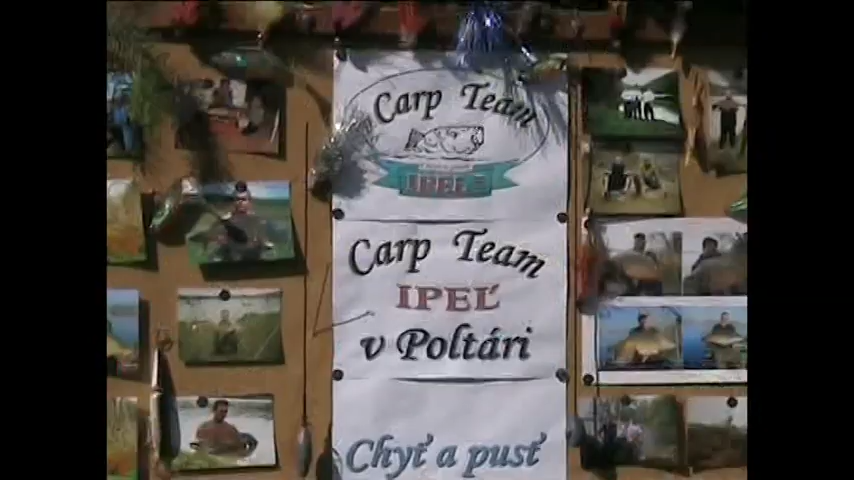 Carp Team
IPEĽ
Carp Team
IPEĽ
v Poltári
Chyť a pusť